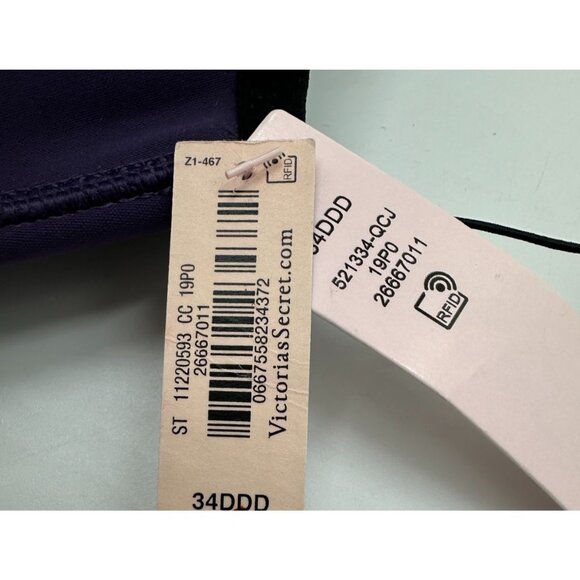 Z1-467
RFID
ST 11220593 CC 19P0
26667011
0667558234372
VictoriasSecret.com
34DDD
34DDD
521334-QCJ
19P0
26667011
RFID